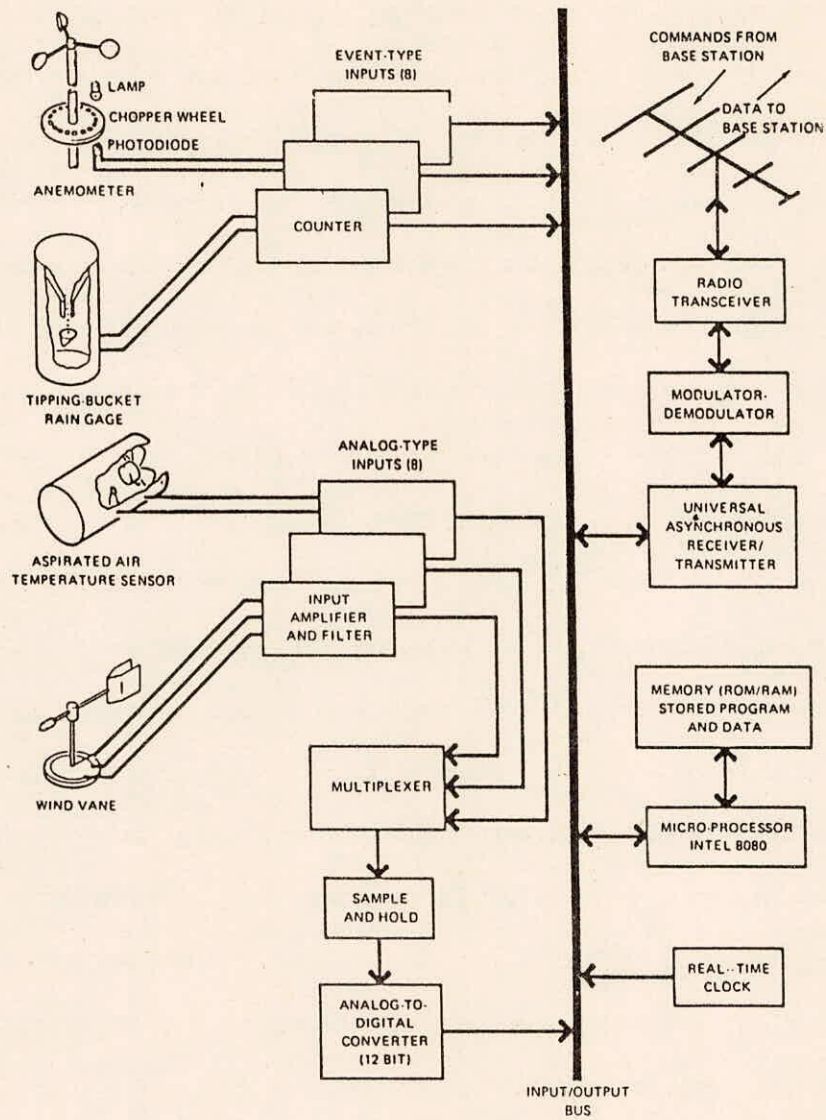 EVENT-TYPE
INPUTS (8)
LAMP
CHOPPER WHEEL
PHOTODIODE
ANEMOMETER
COUNTER
TIPPING-BUCKET
RAIN GAGE
ANALOG-TYPE
INPUTS (8)
ASPIRATED AIR
TEMPERATURE SENSOR
INPUT
AMPLIFIER
AND FILTER
WIND VANE
MULTIPLEXER
SAMPLE
AND HOLD
ANALOG-TO-
DIGITAL
CONVERTER
(12 BIT)
INPUT/OUTPUT
BUS
COMMANDS FROM
BASE STATION
DATA TO
BASE STATION
RADIO
TRANSCEIVER
MODULATOR-
DEMODULATOR
UNIVERSAL
ASYNCHRONOUS
RECEIVER/
TRANSMITTER
MEMORY (ROM/RAM)
STORED PROGRAM
AND DATA
MICRO-PROCESSOR
INTEL 8080
REAL-TIME
CLOCK